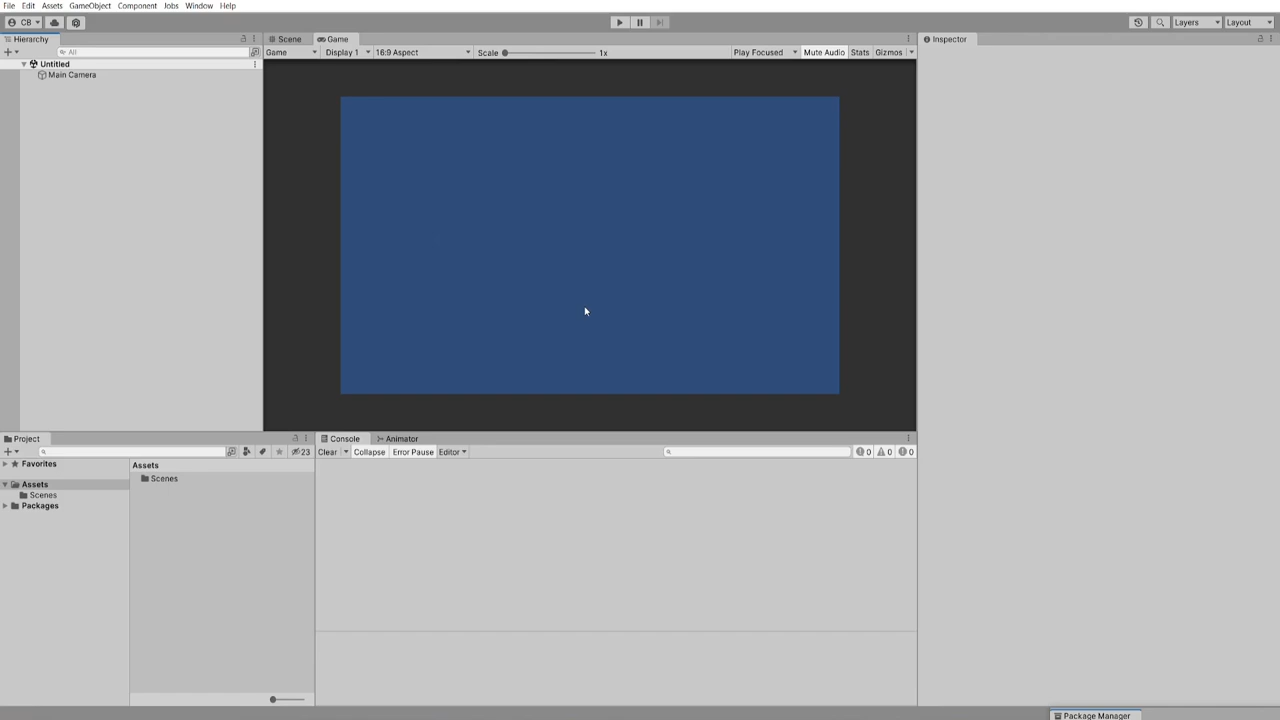 File Edit Assets GameObject Component Jobs Window Help
CB Layers Layout
Hierarchy Scene Game Inspector
All Game Display 1 16:9 Aspect Scale 1x Play Focused Mute Audio Stats Gizmos
Untitled
Main Camera
Project Console Animator
23 Clear Collapse Error Pause Editor 0 0 0
Favorites Assets
Scenes
Assets
Scenes
Packages
Package Manager